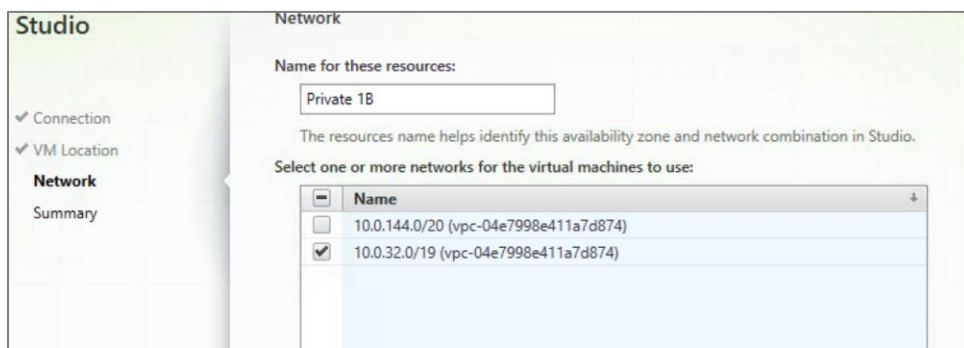 Studio
✔ Connection
✔ VM Location
Network
Summary
Network
Name for these resources:
Private 1B
The resources name helps identify this availability zone and network combination in Studio.
Select one or more networks for the virtual machines to use:
Name
10.0.144.0/20 (vpc-04e7998e411a7d874)
10.0.32.0/19 (vpc-04e7998e411a7d874)